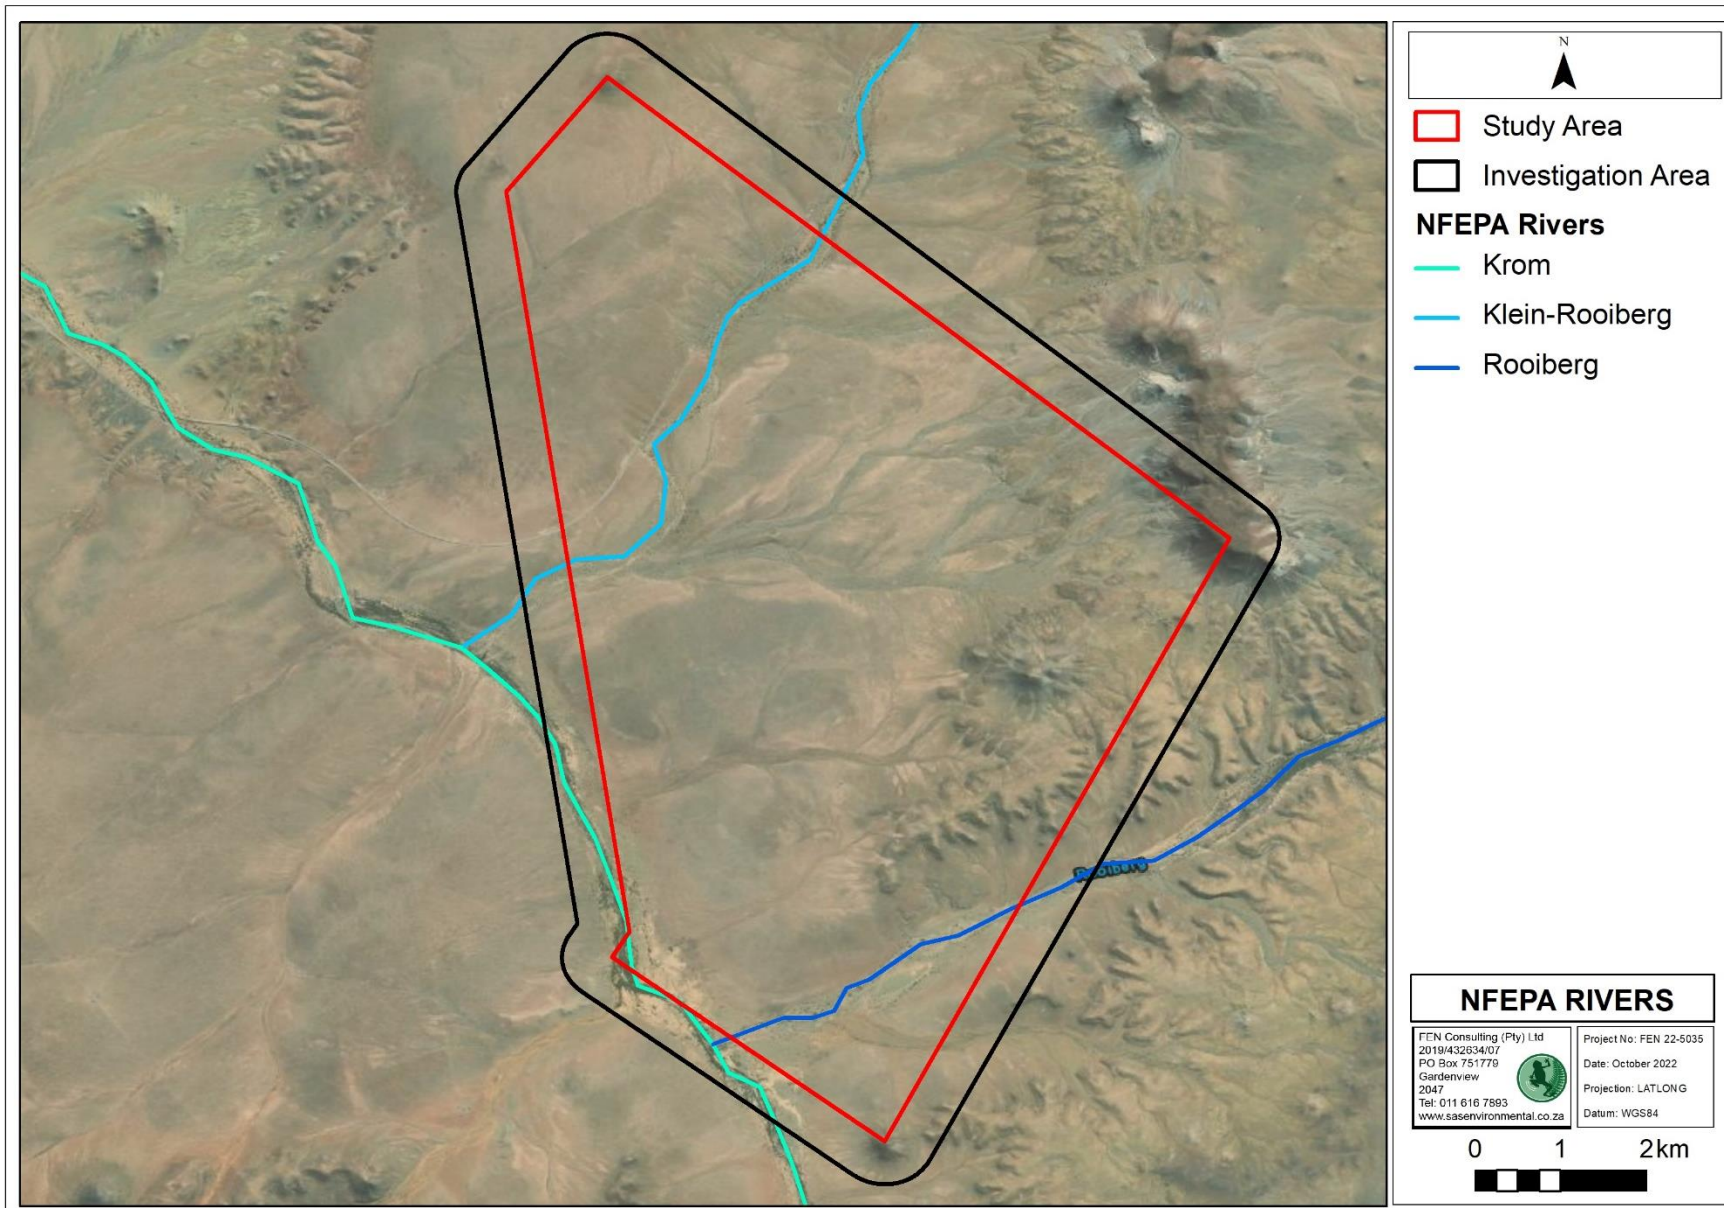 N
Study Area
Investigation Area
NFEPA Rivers
Krom
Klein-Rooiberg
Rooiberg
Rooiberg
NFEPA RIVERS
FEN Consulting (Pty) Ltd
2019/432634/07
PO Box 751779
Gardenview
2047
Tel: 011 616 7893
www.sasenvironmental.co.za
Project No: FEN 22-5035
Date: October 2022
Projection: LATLONG
Datum: WGS84
0 1 2km